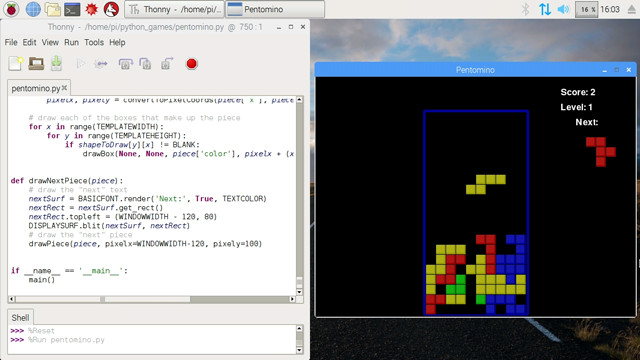 Thonny - /home/pi/...
Pentomino
16 %
16:03
Thonny - /home/pi/python_games/pentomino.py @ 750 : 1
File Edit View Run Tools Help
pentomino.py
pixelx, pixely = convertToPixelCoords(piece['x'], piece
# draw each of the boxes that make up the piece
for x in range(TEMPLATEWIDTH):
for y in range(TEMPLATEHEIGHT):
if shapeToDraw[y][x] != BLANK:
drawBox(None, None, piece['color'], pixelx + (x
def drawNextPiece(piece):
# draw the "next" text
nextSurf = BASICFONT.render('Next:', True, TEXTCOLOR)
nextRect = nextSurf.get_rect()
nextRect.topleft = (WINDOWWIDTH - 120, 80)
DISPLAYSURF.blit(nextSurf, nextRect)
# draw the "next" piece
drawPiece(piece, pixelx=WINDOWWIDTH-120, pixely=100)
if __name__ == '__main__':
main()
Shell
>>> %Reset
>>> %Run pentomino.py
Pentomino
Score: 2
Level: 1
Next: